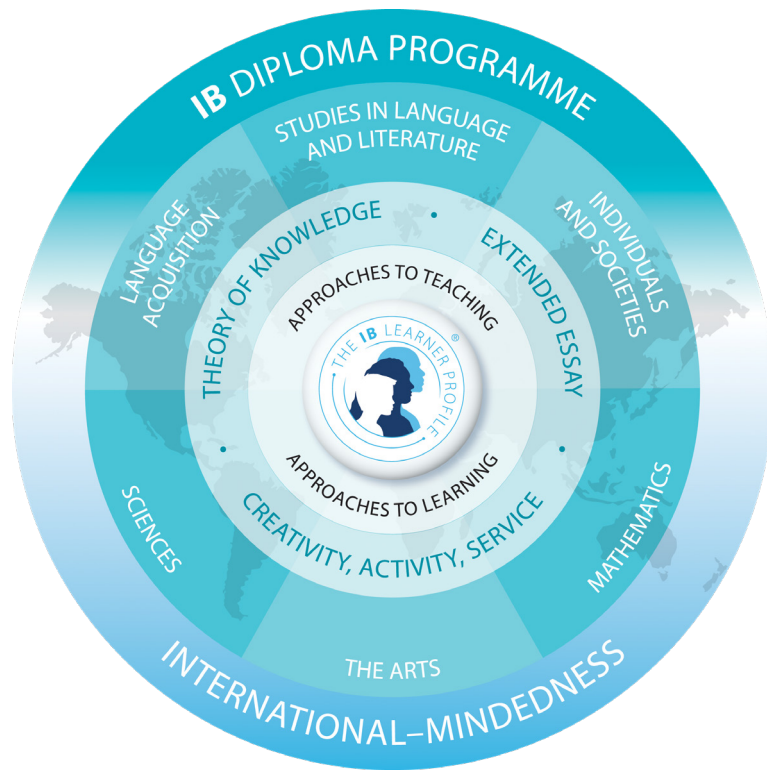 IB DIPLOMA PROGRAMME
STUDIES IN LANGUAGE
AND LITERATURE
LANGUAGE
ACQUISITION
INDIVIDUALS
AND SOCIETIES
THEORY OF KNOWLEDGE
•
EXTENDED ESSAY
APPROACHES TO TEACHING
• THE IB LEARNER PROFILE •
®
APPROACHES TO LEARNING
•
CREATIVITY, ACTIVITY, SERVICE
•
SCIENCES
MATHEMATICS
THE ARTS
INTERNATIONAL–MINDEDNESS